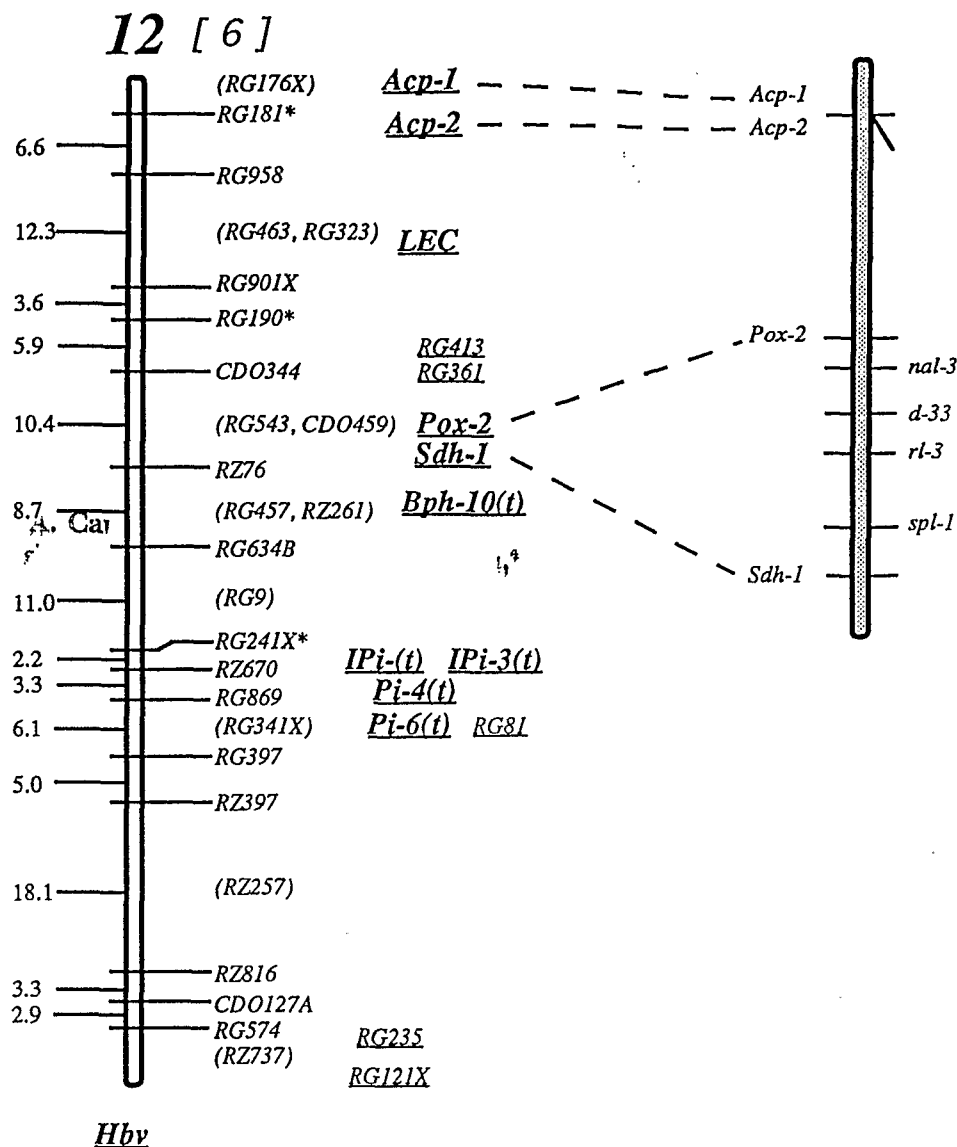 12 [6]
(RG176X) Acp-1 Acp-1
RG181* Acp-2 Acp-2
6.6
RG958
12.3 (RG463, RG323) LEC
RG901X
3.6
RG190*
5.9 RG413
CDO344 RG361
Pox-2 nal-3
10.4 (RG543, CDO459) Pox-2 d-33
Sdh-1 rl-3
RZ76
8.7 (RG457, RZ261) Bph-10(t) spl-1
A. Cai
RG634B
Sdh-1
11.0 (RG9)
RG241X*
2.2 IPi-(t) IPi-3(t)
RZ670
3.3 Pi-4(t)
RG869
6.1 (RG341X) Pi-6(t) RG81
RG397
5.0
RZ397
18.1 (RZ257)
RZ816
3.3
CDO127A
2.9
RG574 RG235
(RZ737)
RG121X
Hbv